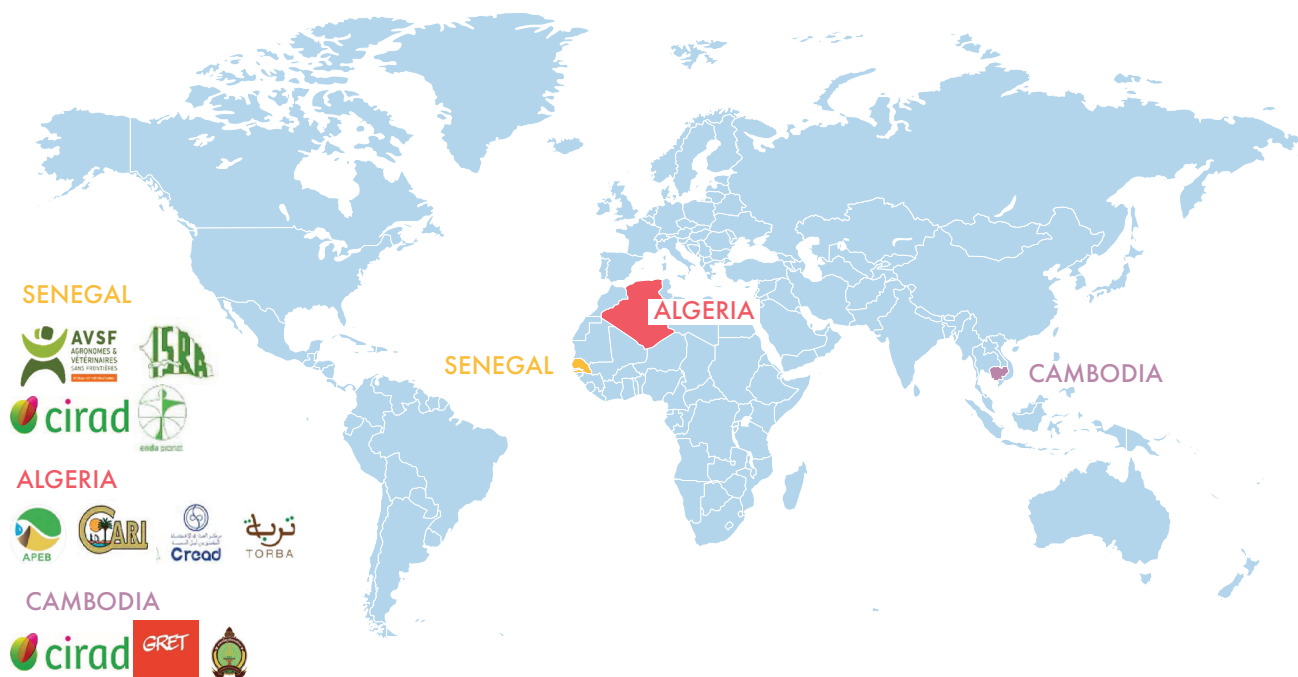 SENEGAL
AVSF
AGRONOMES &
VÉTÉRINAIRES
SANS FRONTIÈRES
ISRA
cirad
enda pronat
ALGERIA
APEB
CARI
Cread
تربة
TORBA
CAMBODIA
cirad
GRET
SENEGAL
ALGERIA
CAMBODIA